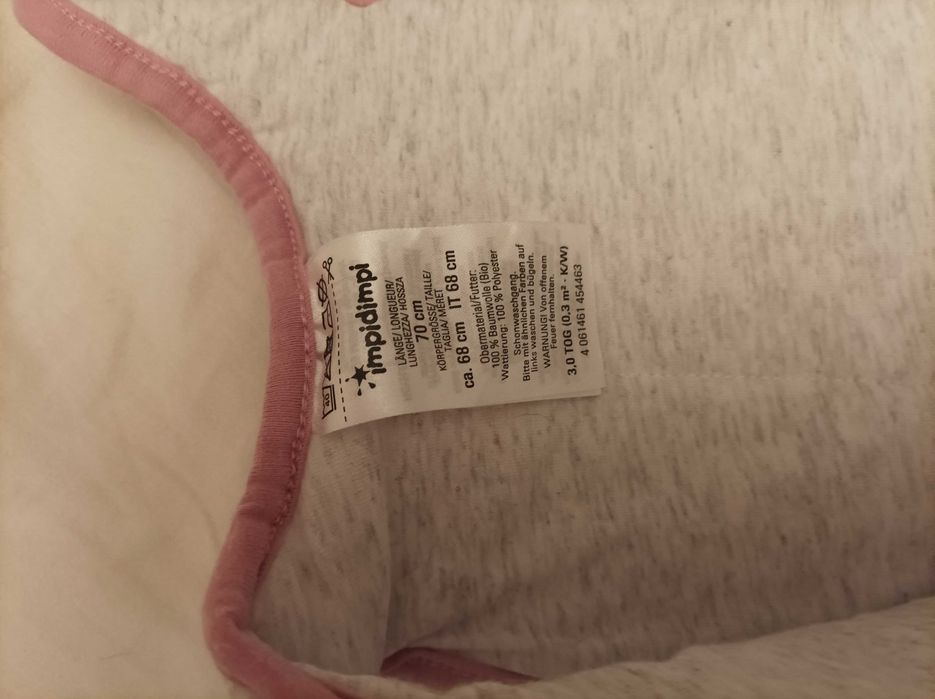 40
impidimpi
LÄNGE/ LONGUEUR/
LUNGHEZZA/ HOSSZA
70 cm
KÖRPERGRÖSSE/TAILLE/
TAGLIA/ MÉRET
ca. 68 cm IT 68 cm
Obermaterial/Futter:
100 % Baumwolle (Bio)
Wattierung: 100 % Polyester
Schonwaschgang.
Bitte mit ähnlichen Farben auf
links waschen und bügeln.
WARNUNG! Von offenem
Feuer fernhalten.
3,0 TOG (0,3 m² · K/W)
4 061461 454463